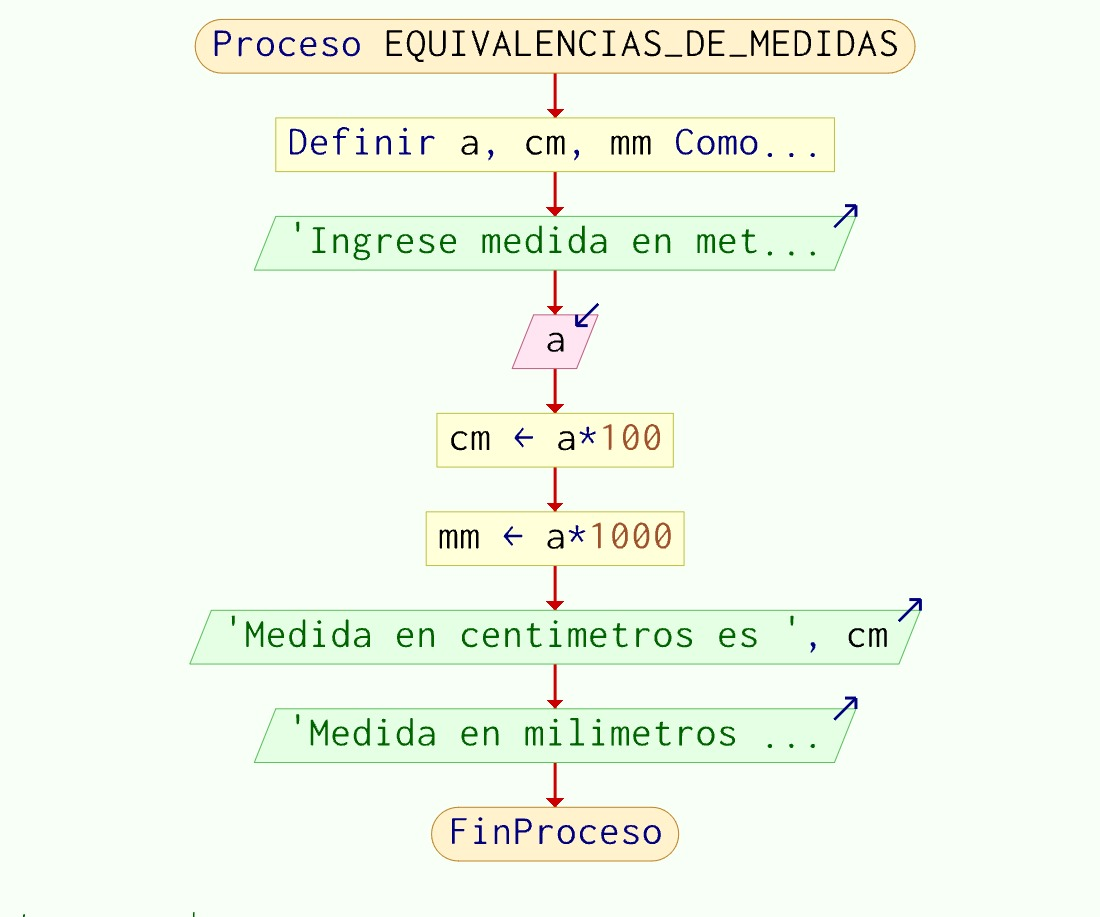 Proceso EQUIVALENCIAS_DE_MEDIDAS
Definir a, cm, mm Como...
'Ingrese medida en met...
a
cm ← a*100
mm ← a*1000
'Medida en centimetros es ', cm
'Medida en milimetros ...
FinProceso